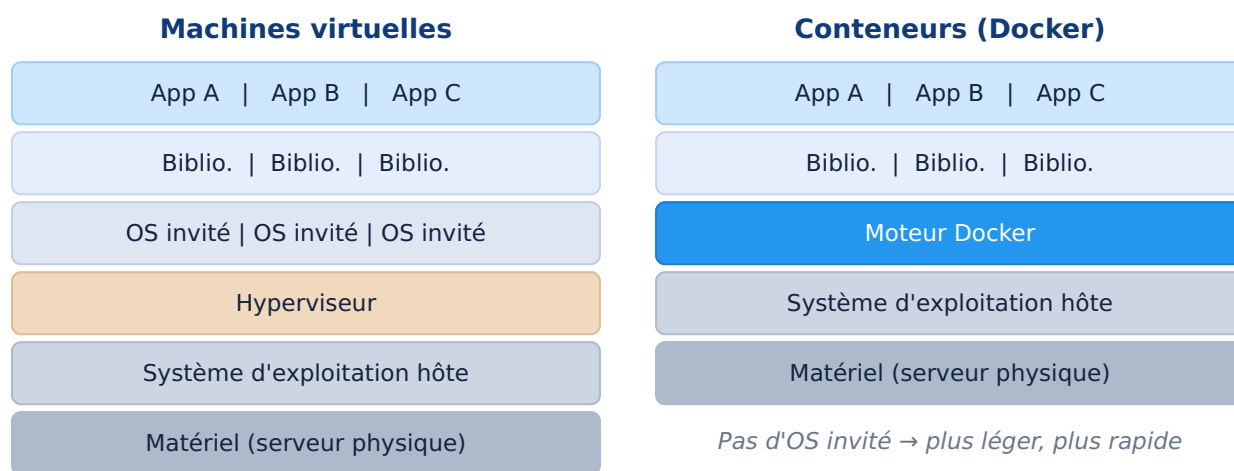 Machines virtuelles
App A | App B | App C
Biblio. | Biblio. | Biblio.
OS invité | OS invité | OS invité
Hyperviseur
Système d'exploitation hôte
Matériel (serveur physique)
Conteneurs (Docker)
App A | App B | App C
Biblio. | Biblio. | Biblio.
Moteur Docker
Système d'exploitation hôte
Matériel (serveur physique)
Pas d'OS invité → plus léger, plus rapide